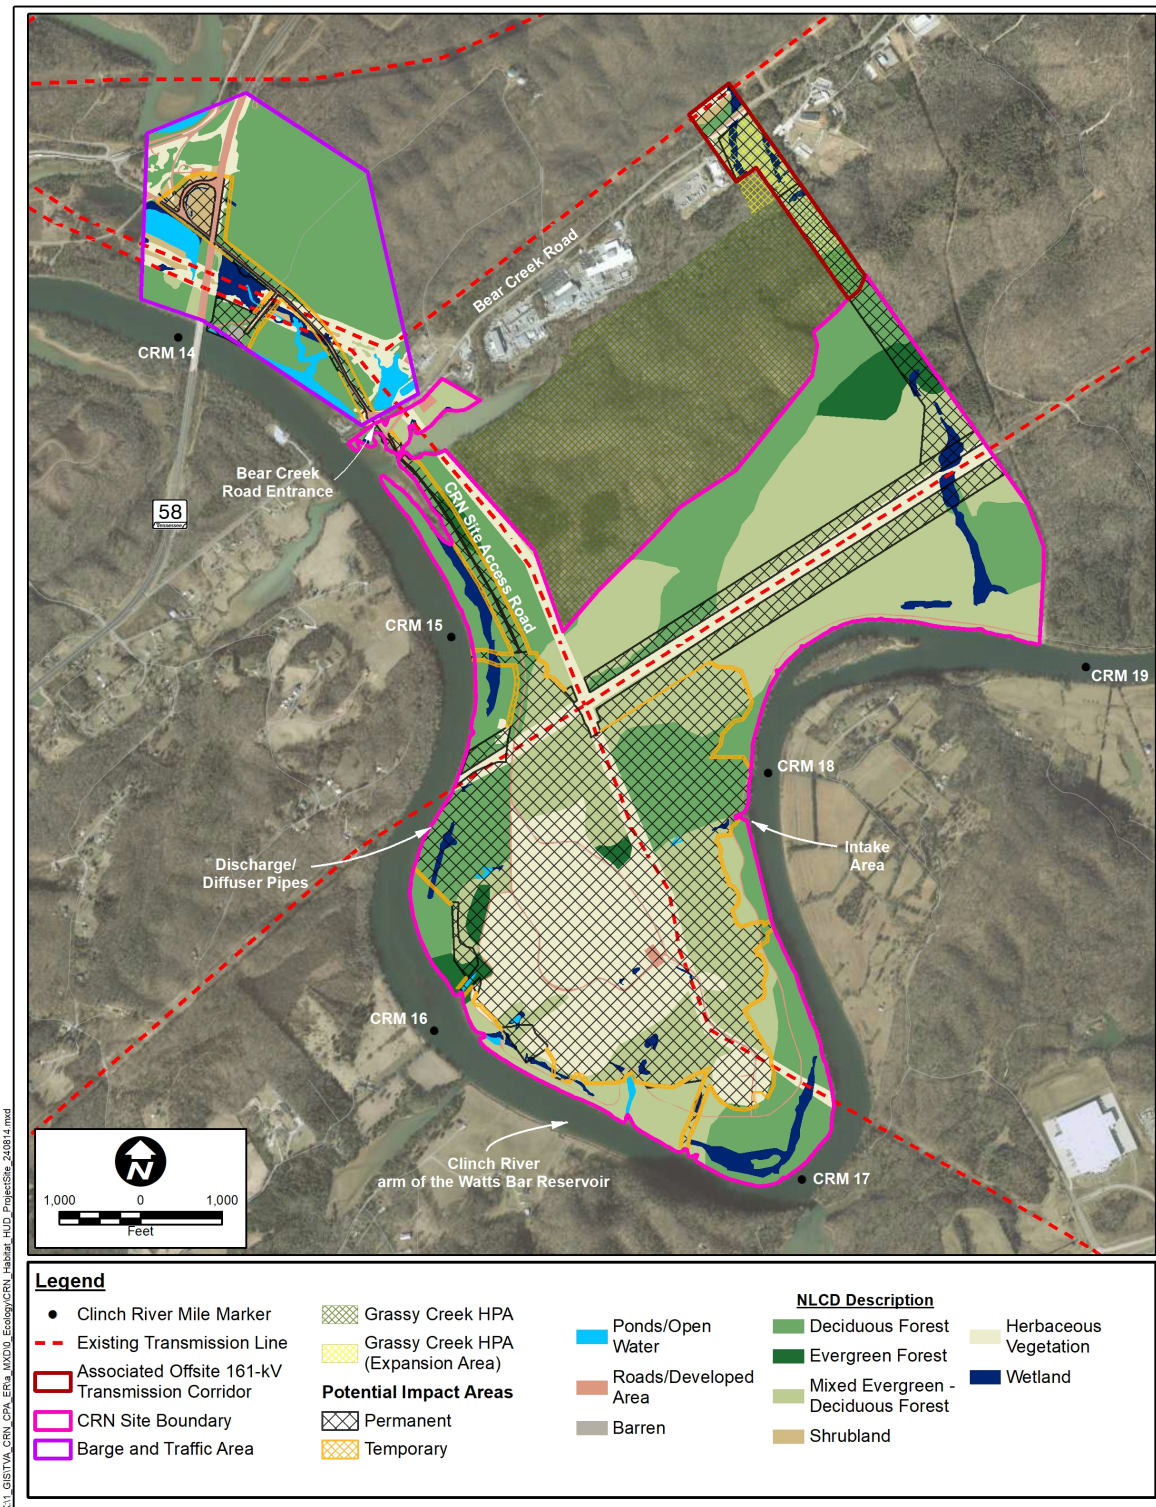 Bear Creek Road
CRM 14
Bear Creek
Road Entrance
58
Tennessee
CRN Site Access Road
CRM 15
CRM 19
CRM 18
Intake
Area
Discharge/
Diffuser Pipes
CRM 16
Clinch River
arm of the Watts Bar Reservoir
CRM 17
N
1,000 0 1,000
Feet
Legend
Clinch River Mile Marker
Existing Transmission Line
Associated Offsite 161-kV
Transmission Corridor
CRN Site Boundary
Barge and Traffic Area
Grassy Creek HPA
Grassy Creek HPA
(Expansion Area)
Potential Impact Areas
Permanent
Temporary
Ponds/Open
Water
Roads/Developed
Area
Barren
NLCD Description
Deciduous Forest
Evergreen Forest
Mixed Evergreen -
Deciduous Forest
Shrubland
Herbaceous
Vegetation
Wetland